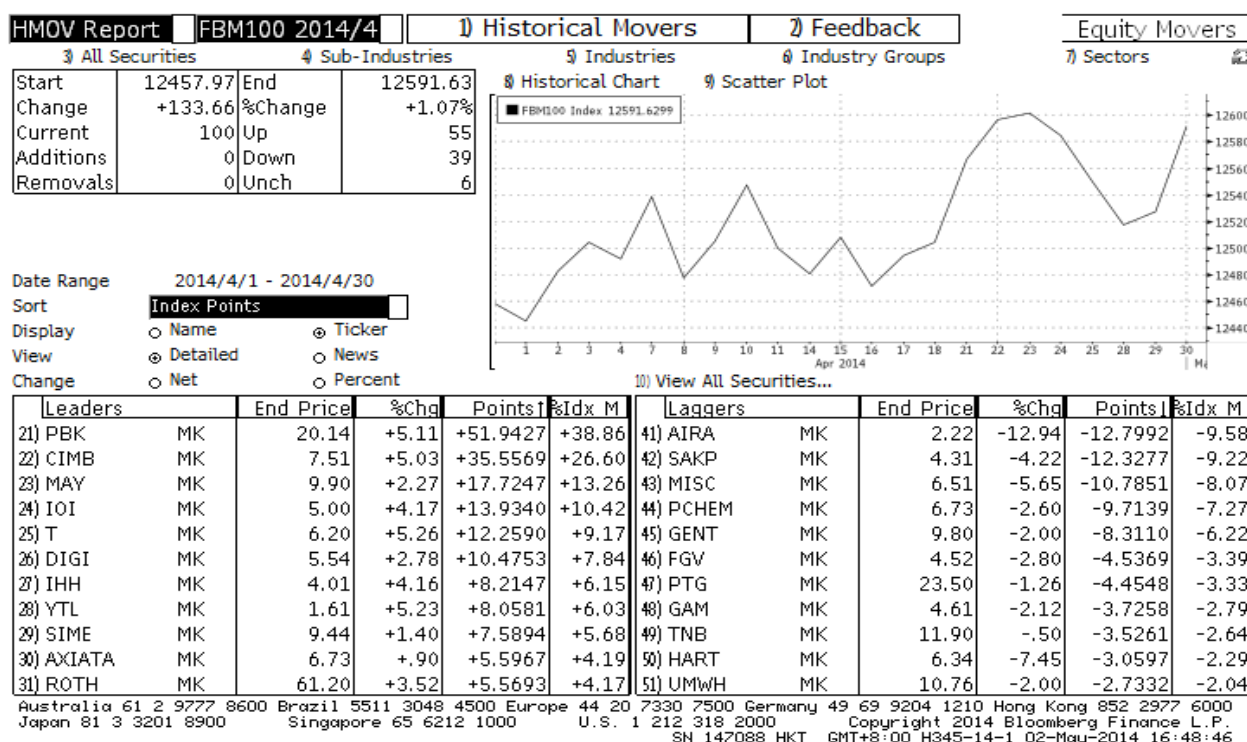 HMOV Report FBM100 2014/4 1) Historical Movers 2) Feedback Equity Movers
3) All Securities 4) Sub-Industries 5) Industries 6) Industry Groups 7) Sectors
Start 12457.97 End 12591.63
Change +133.66 %Change +1.07%
Current 100 Up 55
Additions 0 Down 39
Removals 0 Unch 6
8) Historical Chart 9) Scatter Plot
FBM100 Index 12591.6299
12600
12580
12560
12540
12520
12500
12480
12460
12440
1 2 3 4 7 8 9 10 11 14 15 16 17 18 21 22 23 24 25 28 29 30
Apr 2014
Date Range 2014/4/1 - 2014/4/30
Sort Index Points
Display Name Ticker
View Detailed News
Change Net Percent
10) View All Securities...
Leaders End Price %Chg Points↑ %Idx M Laggers End Price %Chg Points↓ %Idx M
21) PBK MK 20.14 +5.11 +51.9427 +38.86 41) AIRA MK 2.22 -12.94 -12.7992 -9.58
22) CIMB MK 7.51 +5.03 +35.5569 +26.60 42) SAKP MK 4.31 -4.22 -12.3277 -9.22
23) MAY MK 9.90 +2.27 +17.7247 +13.26 43) MISC MK 6.51 -5.65 -10.7851 -8.07
24) IOI MK 5.00 +4.17 +13.9340 +10.42 44) PCHEM MK 6.73 -2.60 -9.7139 -7.27
25) T MK 6.20 +5.26 +12.2590 +9.17 45) GENT MK 9.80 -2.00 -8.3110 -6.22
26) DIGI MK 5.54 +2.78 +10.4753 +7.84 46) FGV MK 4.52 -2.80 -4.5369 -3.39
27) IHH MK 4.01 +4.16 +8.2147 +6.15 47) PTG MK 23.50 -1.26 -4.4548 -3.33
28) YTL MK 1.61 +5.23 +8.0581 +6.03 48) GAM MK 4.61 -2.12 -3.7258 -2.79
29) SIME MK 9.44 +1.40 +7.5894 +5.68 49) TNB MK 11.90 -.50 -3.5261 -2.64
30) AXIATA MK 6.73 +.90 +5.5967 +4.19 50) HART MK 6.34 -7.45 -3.0597 -2.29
31) ROTH MK 61.20 +3.52 +5.5693 +4.17 51) UMWH MK 10.76 -2.00 -2.7332 -2.04
Australia 61 2 9777 8600 Brazil 5511 3048 4500 Europe 44 20 7330 7500 Germany 49 69 9204 1210 Hong Kong 852 2977 6000
Japan 81 3 3201 8900 Singapore 65 6212 1000 U.S. 1 212 318 2000 Copyright 2014 Bloomberg Finance L.P.
SN 147088 HKT GMT+8:00 H345-14-1 02-May-2014 16:48:46